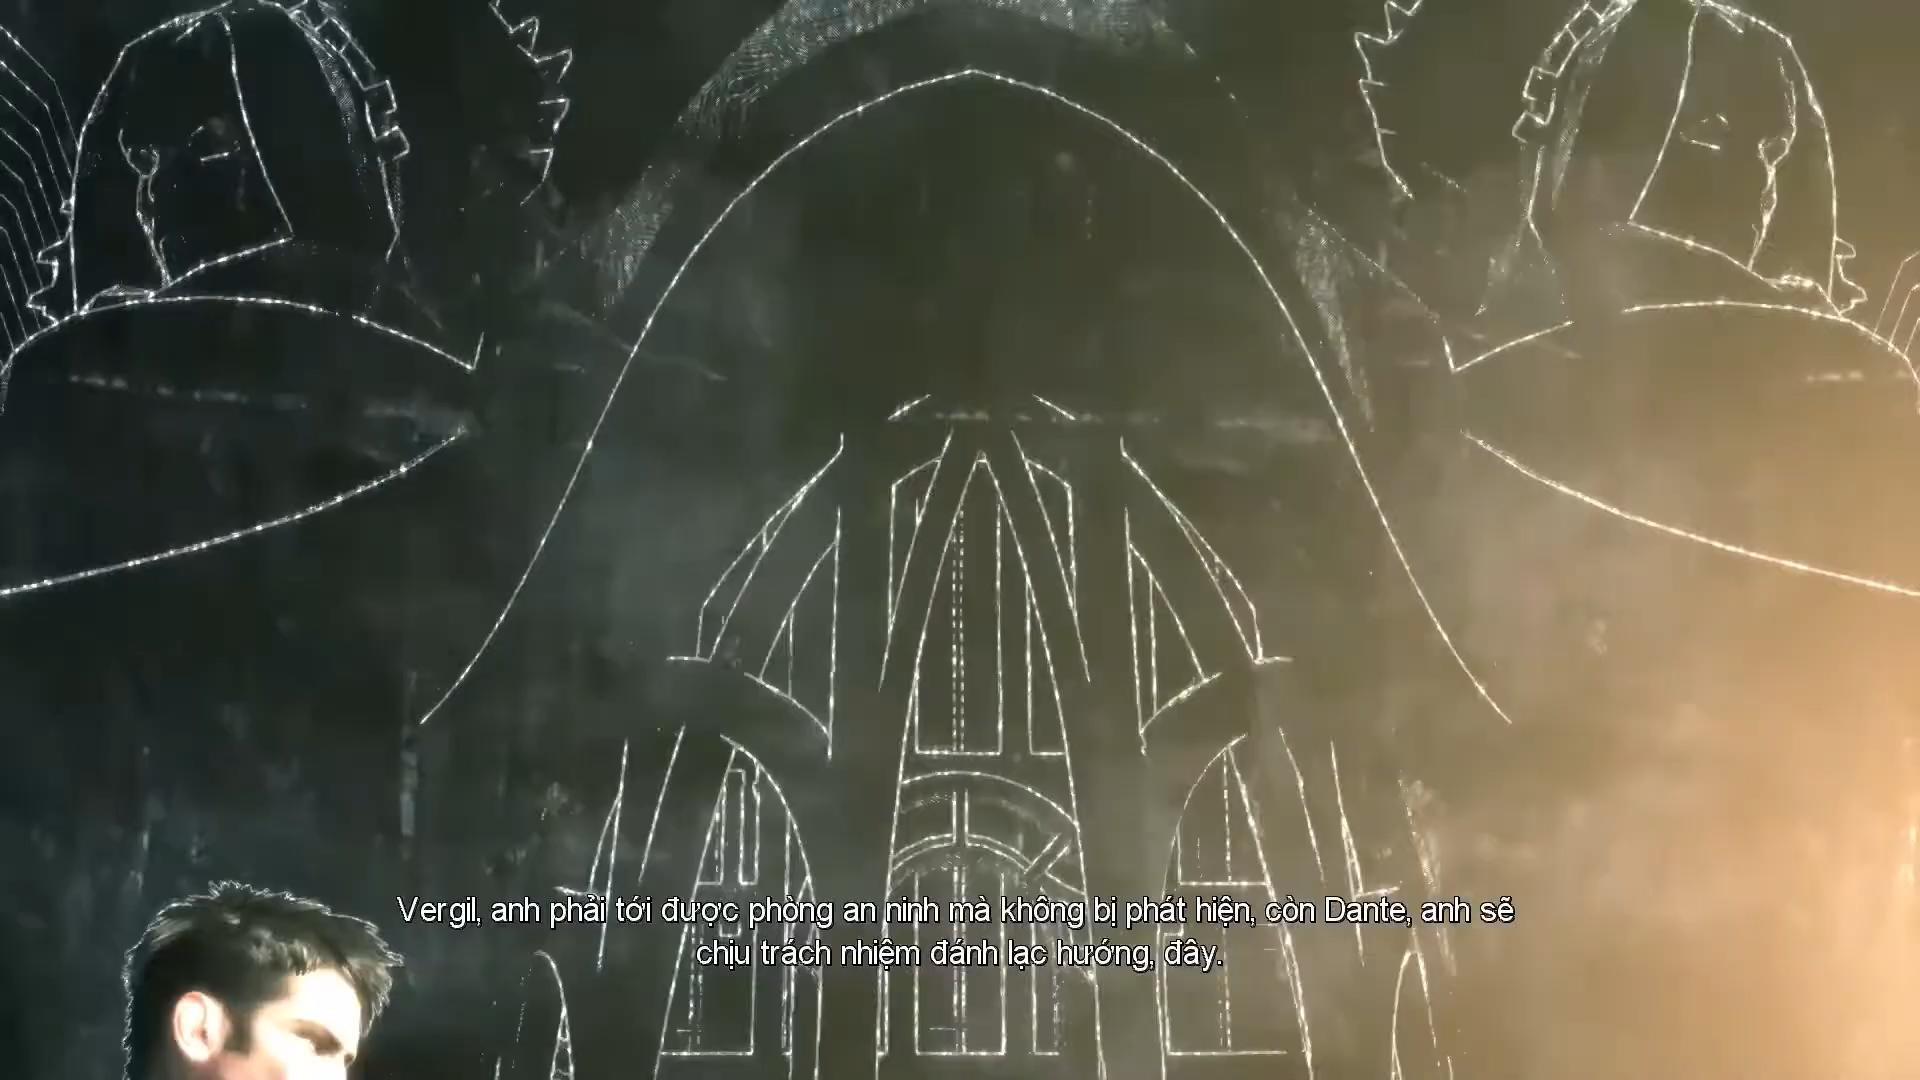 Vergil, anh phải tới được phòng an ninh mà không bị phát hiện, còn Dante, anh sẽ
chịu trách nhiệm đánh lạc hướng, đây.